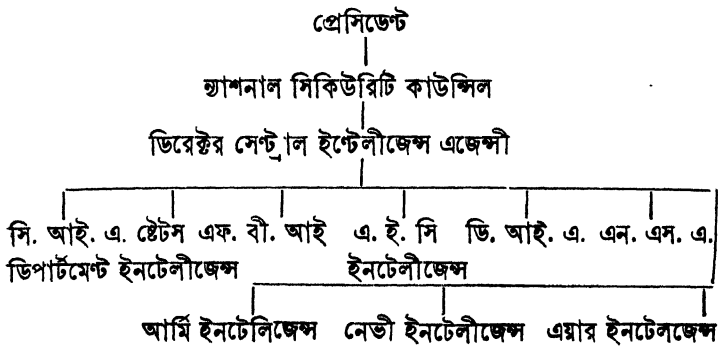 প্রেসিডেণ্ট
ন্যাশনাল সিকিউরিটি কাউন্সিল
ডিরেক্টর সেণ্ট্রাল ইণ্টেলীজেন্স এজেন্সী
সি. আই. এ. ষ্টেটস এফ. বী. আই এ. ই. সি ডি. আই. এ. এন. এস. এ.
ডিপার্টমেন্ট ইনটেলীজেন্স ইনটেলীজেন্স
আর্মি ইনটেলিজেন্স নেভী ইনটেলীজেন্স এয়ার ইনটেলজেন্স